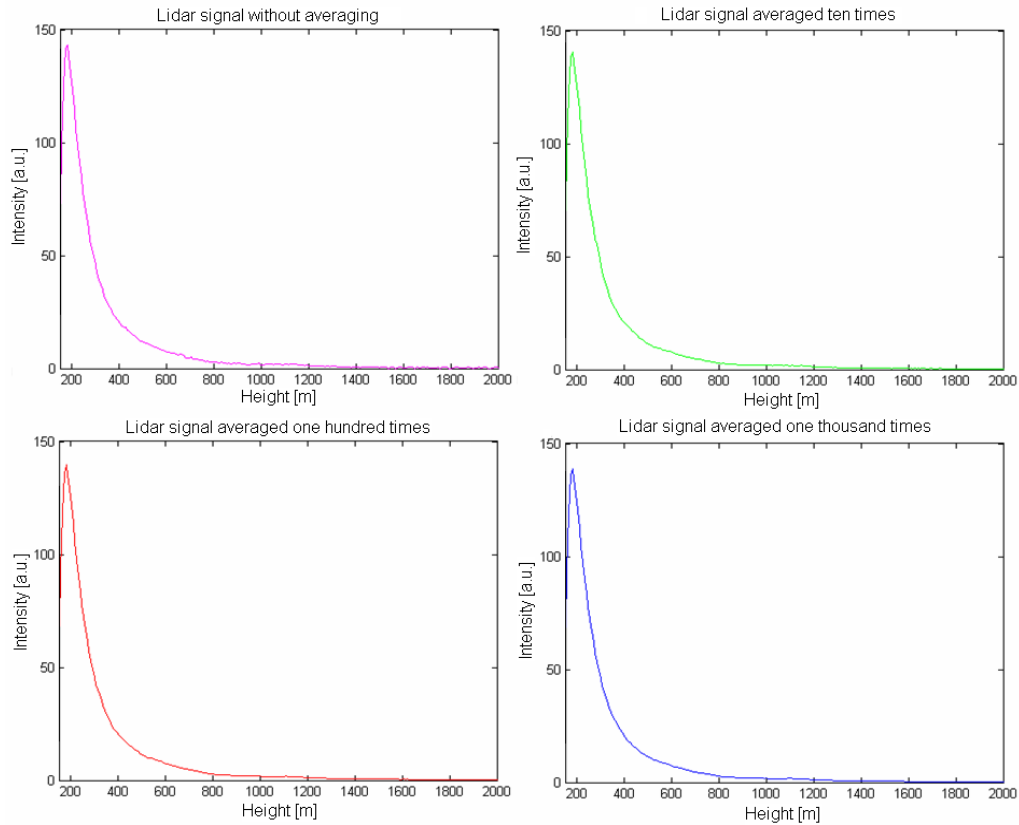 Lidar signal without averaging
Intensity [a.u.]
150
100
50
0
200 400 600 800 1000 1200 1400 1600 1800 2000
Height [m]
Lidar signal averaged ten times
Intensity [a.u.]
150
100
50
0
200 400 600 800 1000 1200 1400 1600 1800 2000
Height [m]
Lidar signal averaged one hundred times
Intensity [a.u.]
150
100
50
0
200 400 600 800 1000 1200 1400 1600 1800 2000
Height [m]
Lidar signal averaged one thousand times
Intensity [a.u.]
150
100
50
0
200 400 600 800 1000 1200 1400 1600 1800 2000
Height [m]